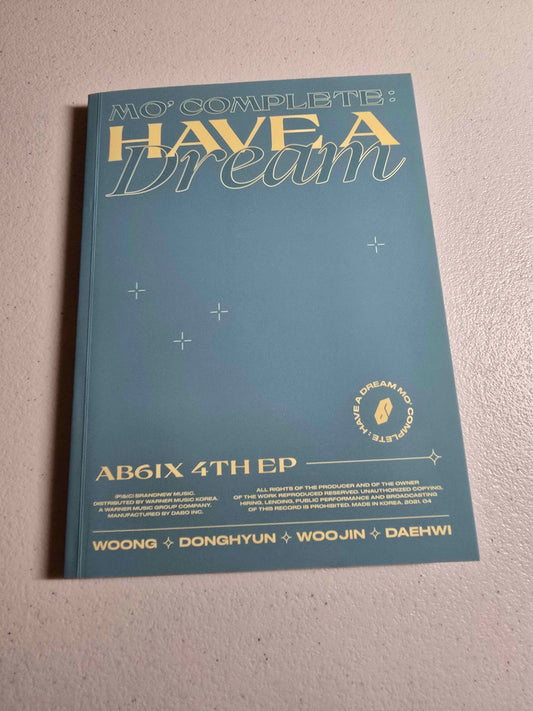 MO' COMPLETE:
HAVE A
Dream
HAVE A DREAM MO' COMPLETE :
AB6IX 4TH EP
(P)&(C) BRANDNEW MUSIC.
DISTRIBUTED BY WARNER MUSIC KOREA.
A WARNER MUSIC GROUP COMPANY.
MANUFACTURED BY DABO INC.
ALL RIGHTS OF THE PRODUCER AND OF THE OWNER
OF THE WORK REPRODUCED RESERVED. UNAUTHORIZED COPYING,
HIRING, LENDING, PUBLIC PERFORMANCE AND BROADCASTING
OF THIS RECORD IS PROHIBITED. MADE IN KOREA. 2021. 04
WOONG DONGHYUN WOOJIN DAEHWI